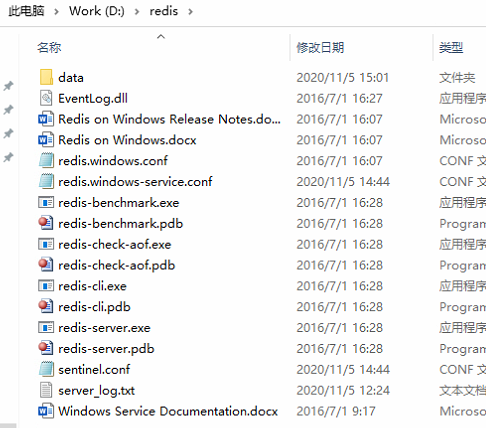 此电脑 > Work (D:) > redis >
名称 修改日期 类型
data 2020/11/5 15:01 文件夹
EventLog.dll 2016/7/1 16:27 应用程序
Redis on Windows Release Notes.do... 2016/7/1 16:07 Microso
Redis on Windows.docx 2016/7/1 16:07 Microso
redis.windows.conf 2016/7/1 16:07 CONF 文
redis.windows-service.conf 2020/11/5 14:44 CONF 文
redis-benchmark.exe 2016/7/1 16:28 应用程序
redis-benchmark.pdb 2016/7/1 16:28 Program
redis-check-aof.exe 2016/7/1 16:28 应用程序
redis-check-aof.pdb 2016/7/1 16:28 Program
redis-cli.exe 2016/7/1 16:28 应用程序
redis-cli.pdb 2016/7/1 16:28 Program
redis-server.exe 2016/7/1 16:28 应用程序
redis-server.pdb 2016/7/1 16:28 Program
sentinel.conf 2020/11/5 14:44 CONF 文
server_log.txt 2020/11/5 12:24 文本文档
Windows Service Documentation.docx 2016/7/1 9:17 Microso